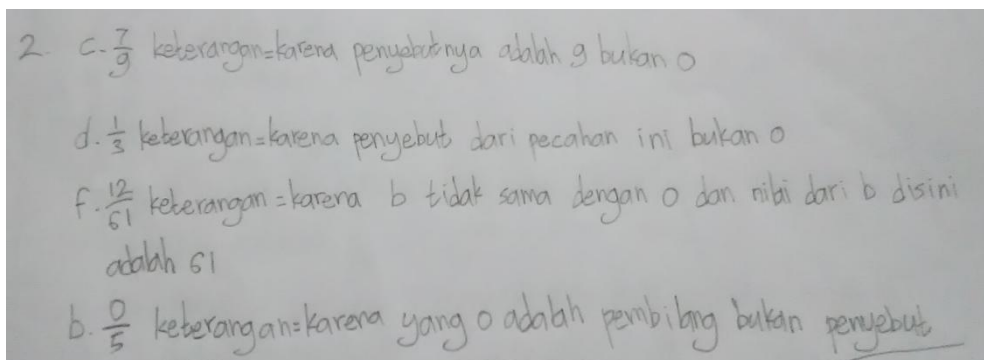 2. c. 7/9 keterangan=karena penyebutnya adalah 9 bukan 0
d. 1/3 keterangan=karena penyebut dari pecahan ini bukan 0
f. 12/61 keterangan=karena b tidak sama dengan 0 dan nilai dari b disini
adalah 61
b. 0/5 keterangan=karena yang 0 adalah pembilang bukan penyebut